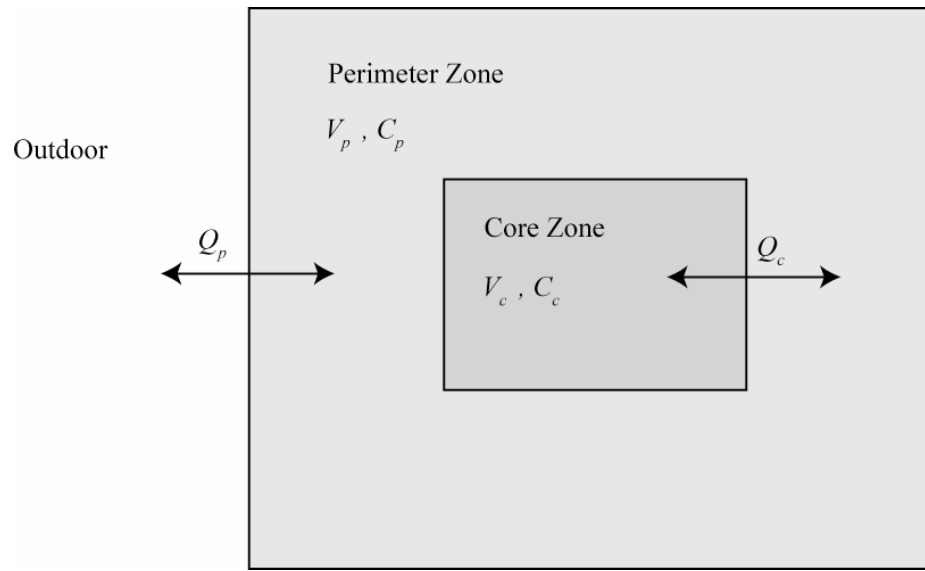 Perimeter Zone
V_p , C_p
Outdoor
Core Zone
Q_p
Q_c
V_c , C_c